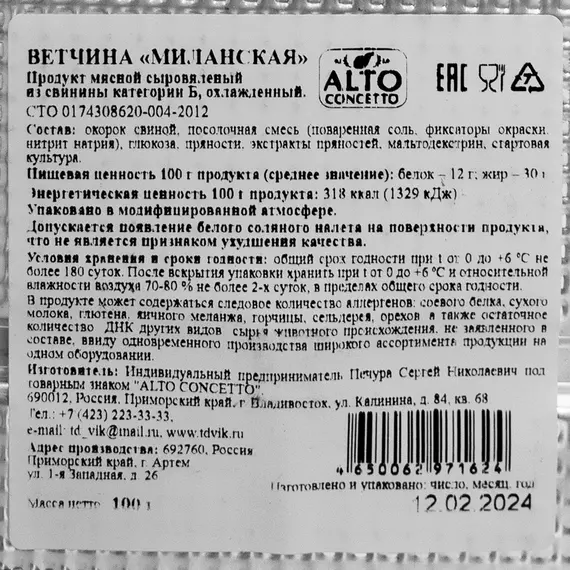 ВЕТЧИНА «МИЛАНСКАЯ»
Продукт мясной сыровяленый
из свинины категории Б, охлажденный.
СТО 0174308620-004-2012
ALTO
CONCETTO
EAC
Состав: окорок свиной, посолочная смесь (поваренная соль, фиксаторы окраски,
нитрит натрия), глюкоза, пряности, экстракты пряностей, мальтодекстрин, стартовая
культура.
Пищевая ценность 100 г продукта (среднее значение): белок – 12 г; жир – 30 г
Энергетическая ценность 100 г продукта: 318 ккал (1329 кДж)
Упаковано в модифицированной атмосфере.
Допускается появление белого соляного налета на поверхности продукта,
что не является признаком ухудшения качества.
Условия хранения и сроки годности: общий срок годности при t от 0 до +6 °С не
более 180 суток. После вскрытия упаковки хранить при t от 0 до +6 °С и относительной
влажности воздуха 70-80 % не более 2-х суток, в пределах общего срока годности.
В продукте может содержаться следовое количество аллергенов: соевого белка, сухого
молока, глютена, яичного меланжа, горчицы, сельдерея, орехов а также остаточное
количество ДНК других видов сырья животного происхождения, не заявленного в
составе, ввиду одновременного производства широкого ассортимента продукции на
одном оборудовании.
Изготовитель: Индивидуальный предприниматель Печура Сергей Николаевич под
товарным знаком "ALTO CONCETTO".
690012, Россия, Приморский край, г Владивосток, ул. Калинина, д. 84, кв. 68
Тел.: +7 (423) 223-33-33,
e-mail: td_vik@mail.ru, www.tdvik.ru
Адрес производства: 692760, Россия
Приморский край, г. Артем
ул. 1-я Западная, д. 26
4650062971624
Изготовлено и упаковано: число, месяц, год
Масса нетто 100 г
12.02.2024